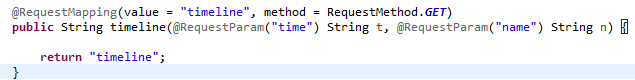 @RequestMapping(value = "timeline", method = RequestMethod.GET)
public String timeline(@RequestParam("time") String t, @RequestParam("name") String n) {
return "timeline";
}